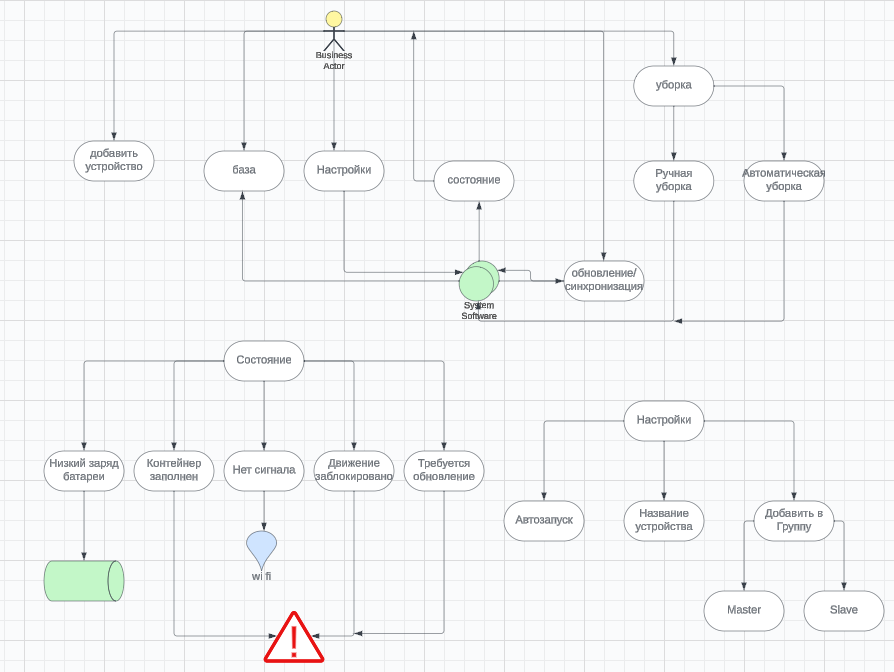 Business
Actor
уборка
добавить
устройство
база
Настройки
состояние
Ручная
уборка
Автоматическая
уборка
обновление/
синхронизация
System
Software
Состояние
Низкий заряд
батареи
Контейнер
заполнен
Нет сигнала
Движение
заблокировано
Требуется
обновление
wi fi
Настройки
Автозапуск
Название
устройства
Добавить в
Группу
Master
Slave